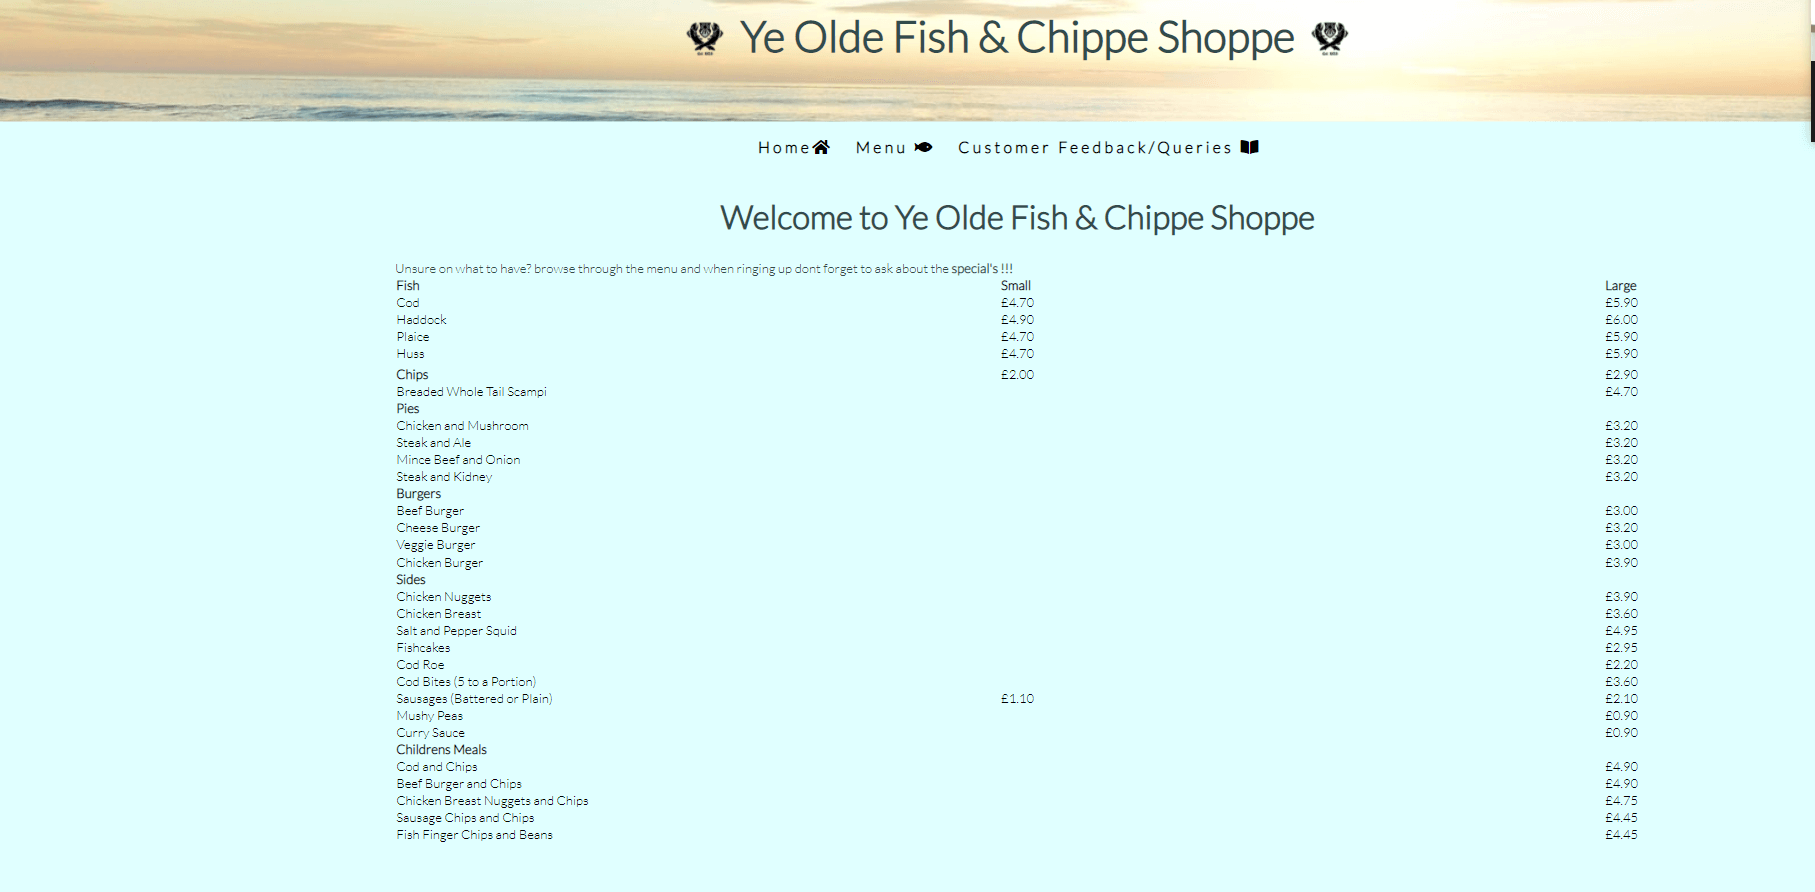 Ye Olde Fish & Chippe Shoppe
Home Menu Customer Feedback/Queries
Welcome to Ye Olde Fish & Chippe Shoppe
Unsure on what to have? browse through the menu and when ringing up dont forget to ask about the special's !!!
Fish Small Large
Cod £4.70 £5.90
Haddock £4.90 £6.00
Plaice £4.70 £5.90
Huss £4.70 £5.90
Chips £2.00 £2.90
Breaded Whole Tail Scampi £4.70
Pies
Chicken and Mushroom £3.20
Steak and Ale £3.20
Mince Beef and Onion £3.20
Steak and Kidney £3.20
Burgers
Beef Burger £3.00
Cheese Burger £3.20
Veggie Burger £3.00
Chicken Burger £3.90
Sides
Chicken Nuggets £3.90
Chicken Breast £3.60
Salt and Pepper Squid £4.95
Fishcakes £2.95
Cod Roe £2.20
Cod Bites (5 to a Portion) £3.60
Sausages (Battered or Plain) £1.10 £2.10
Mushy Peas £0.90
Curry Sauce £0.90
Childrens Meals
Cod and Chips £4.90
Beef Burger and Chips £4.90
Chicken Breast Nuggets and Chips £4.75
Sausage Chips and Chips £4.45
Fish Finger Chips and Beans £4.45